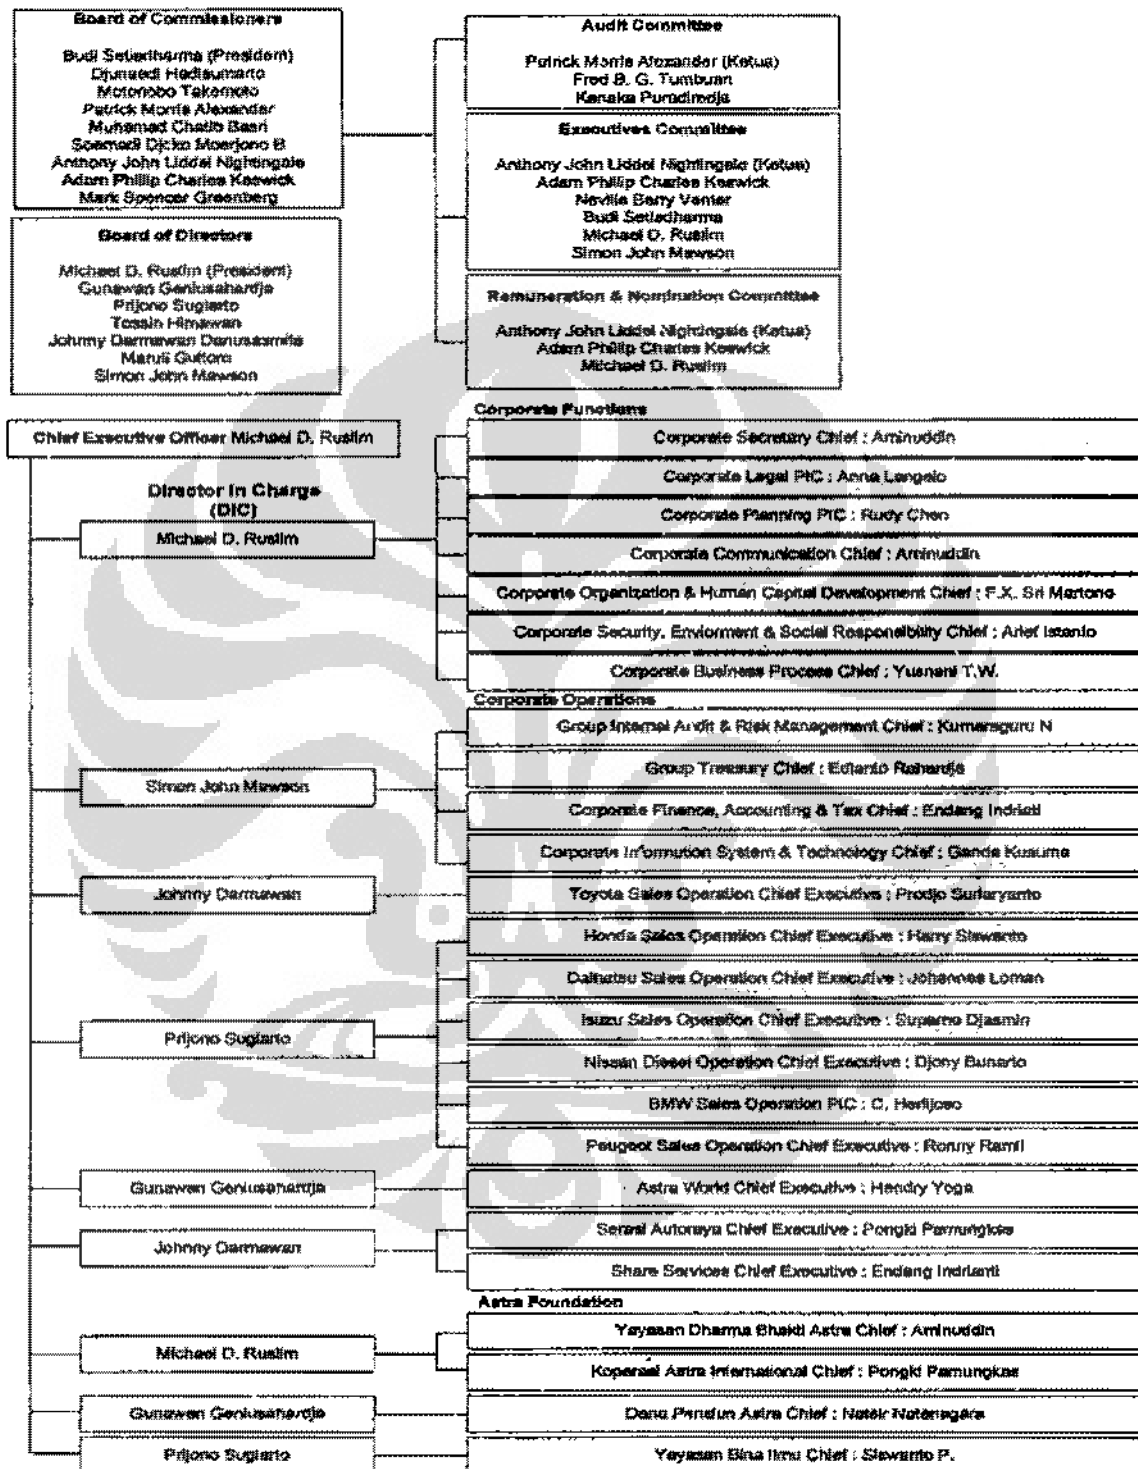 Board of Commissioners
Budi Setiadharma (President)
Djunaedi Hadisumarto
Motonobo Takemoto
Patrick Morris Alexander
Muhamad Chatib Basri
Soemadi Djoko Moerjono B
Anthony John Liddel Nightingale
Adam Phillip Charles Keswick
Mark Spencer Greenberg
Audit Committee
Patrick Morris Alexander (Ketua)
Fred B. G. Tumbuan
Kanaka Puradiredja
Executives Committee
Anthony John Liddel Nightingale (Ketua)
Adam Phillip Charles Keswick
Neville Barry Venter
Budi Setiadharma
Michael D. Ruslim
Simon John Mawson
Board of Directors
Michael D. Ruslim (President)
Gunawan Geniusahardja
Prijono Sugiarto
Tossin Himawan
Johnny Darmawan Danusasmita
Maruli Gultom
Simon John Mawson
Remuneration & Nomination Committee
Anthony John Liddel Nightingale (Ketua)
Adam Phillip Charles Keswick
Michael D. Ruslim
Chief Executive Officer Michael D. Ruslim
Director In Charge
(DIC)
Michael D. Ruslim
Corporate Functions
Corporate Secretary Chief : Aminuddin
Corporate Legal PIC : Anna Langelo
Corporate Planning PIC : Rudy Chen
Corporate Communication Chief : Aminuddin
Corporate Organization & Human Capital Development Chief : F.X. Sri Martono
Corporate Security, Enviorment & Social Responsibility Chief : Arief Istanto
Corporate Business Process Chief : Yusnani T.W.
Corporate Operations
Simon John Mawson
Group Internal Audit & Risk Management Chief : Kumaraguru N
Group Treasury Chief : Edianto Rahardja
Corporate Finance, Accounting & Tax Chief : Endang Indriati
Corporate Information System & Technology Chief : Ganda Kusuma
Johnny Darmawan
Toyota Sales Operation Chief Executive : Prodjo Sunaryanto
Prijono Sugiarto
Honda Sales Operation Chief Executive : Harry Siswanto
Daihatsu Sales Operation Chief Executive : Johannes Loman
Isuzu Sales Operation Chief Executive : Suparno Djasmin
Nissan Diesel Operation Chief Executive : Djony Bunarto
BMW Sales Operation PIC : C.
Peugeot Sales Operation Chief Executive : Ronny Ramli
Gunawan Geniusahardja
Astra World Chief Executive : Hendry Yoga
Johnny Darmawan
Serasi Autoraya Chief Executive : Pongki Pamungkas
Share Services Chief Executive : Endang Indrianti
Astra Foundation
Michael D. Ruslim
Yayasan Dharma Bhakti Astra Chief : Aminuddin
Koperasi Astra International Chief : Pongki Pamungkas
Gunawan Geniusahardja
Dana Pensiun Astra Chief : Natsir Natanagara
Prijono Sugiarto
Yayasan Bina Ilmu Chief : Siswanto P.